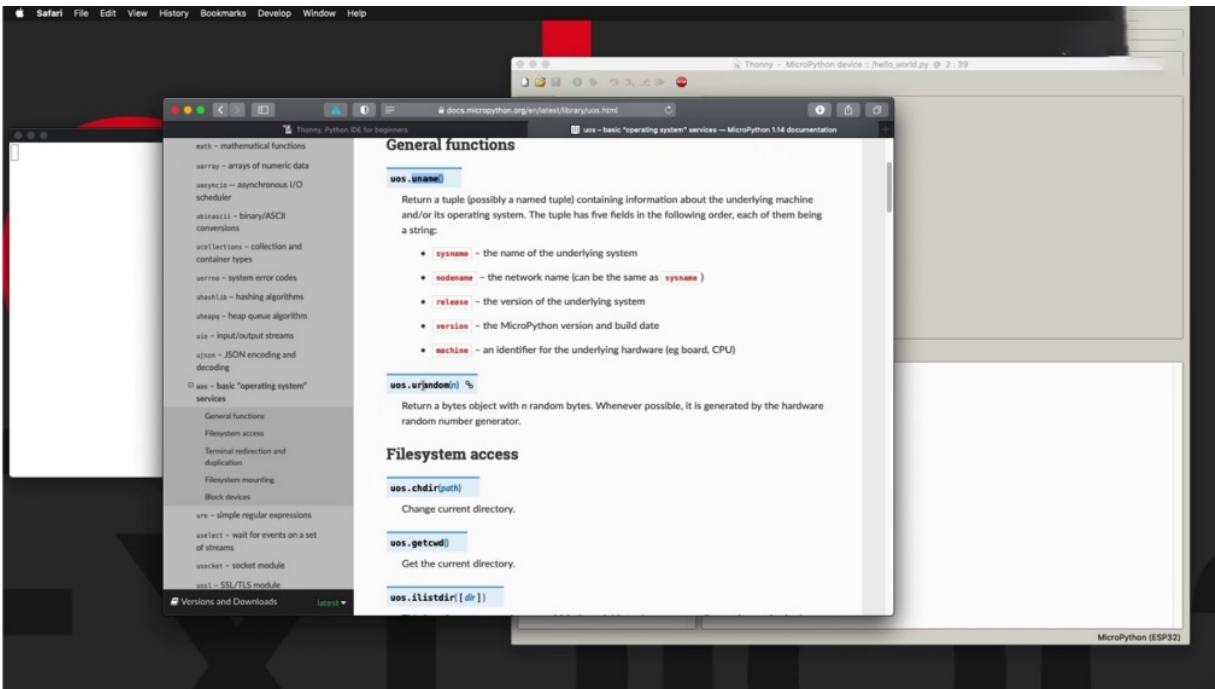 Safari File Edit View History Bookmarks Develop Window Help
Thonny - MicroPython device :: /hello_world.py @ 2 : 39
docs.micropython.org/en/latest/library/uos.html
Thonny, Python IDE for beginners
uos – basic "operating system" services — MicroPython 1.14 documentation
math – mathematical functions
uarray – arrays of numeric data
uasyncio — asynchronous I/O
scheduler
ubinascii – binary/ASCII
conversions
ucollections – collection and
container types
uerrno – system error codes
uhashlib – hashing algorithms
uheapq – heap queue algorithm
uio – input/output streams
ujson – JSON encoding and
decoding
uos – basic "operating system"
services
General functions
Filesystem access
Terminal redirection and
duplication
Filesystem mounting
Block devices
ure – simple regular expressions
uselect – wait for events on a set
of streams
usocket – socket module
ussl – SSL/TLS module
Versions and Downloads latest
General functions
uos.uname()
Return a tuple (possibly a named tuple) containing information about the underlying machine
and/or its operating system. The tuple has five fields in the following order, each of them being
a string:
• sysname – the name of the underlying system
• nodename – the network name (can be the same as sysname )
• release – the version of the underlying system
• version – the MicroPython version and build date
• machine – an identifier for the underlying hardware (eg board, CPU)
uos.urandom(n)
Return a bytes object with n random bytes. Whenever possible, it is generated by the hardware
random number generator.
Filesystem access
uos.chdir(path)
Change current directory.
uos.getcwd()
Get the current directory.
uos.ilistdir([dir])
MicroPython (ESP32)